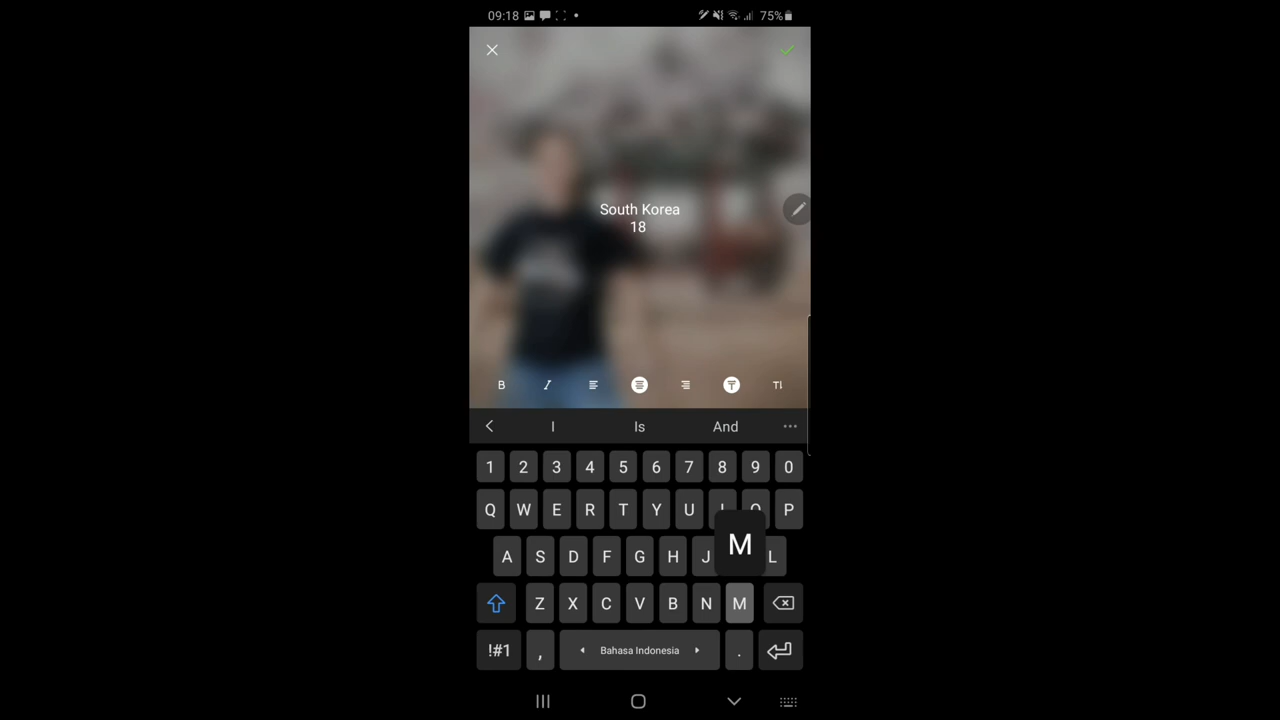 09:18
75%
South Korea
18
B I T TI
I Is And
1 2 3 4 5 6 7 8 9 0
Q W E R T Y U I O P
A S D F G H J M L
Z X C V B N M
!#1 , Bahasa Indonesia .